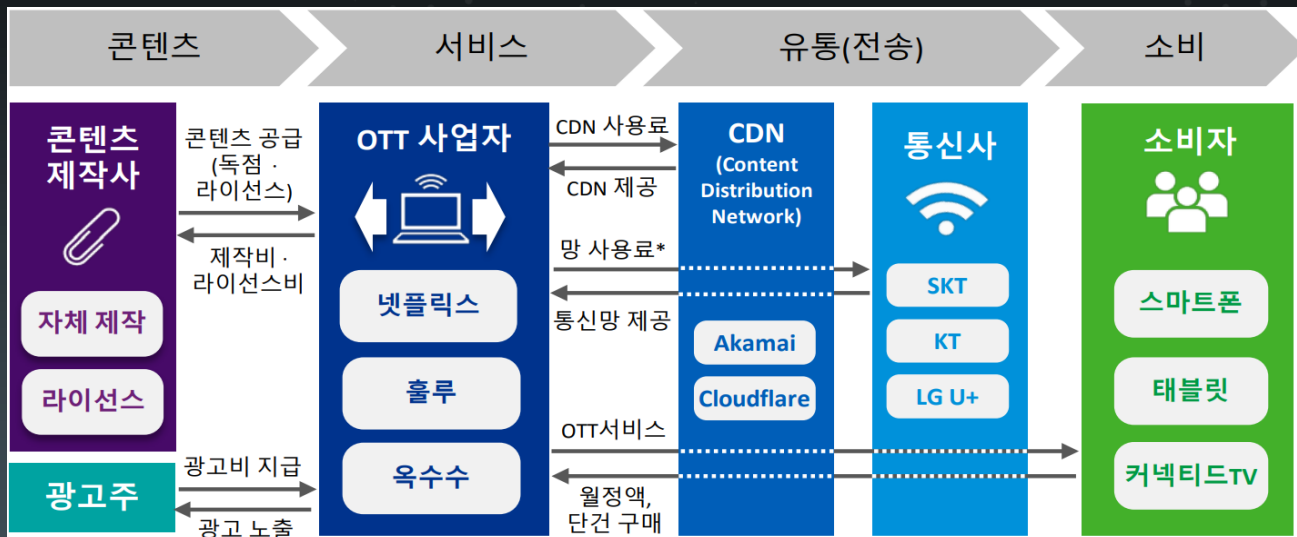 콘텐츠
서비스
유통(전송)
소비
콘텐츠
제작사
자체 제작
라이선스
광고주
콘텐츠 공급
(독점 ·
라이선스)
제작비 ·
라이선스비
광고비 지급
광고 노출
OTT 사업자
넷플릭스
훌루
옥수수
CDN 사용료
CDN 제공
망 사용료*
통신망 제공
OTT서비스
월정액,
단건 구매
CDN
(Content
Distribution
Network)
Akamai
Cloudflare
통신사
SKT
KT
LG U+
소비자
스마트폰
태블릿
커넥티드TV